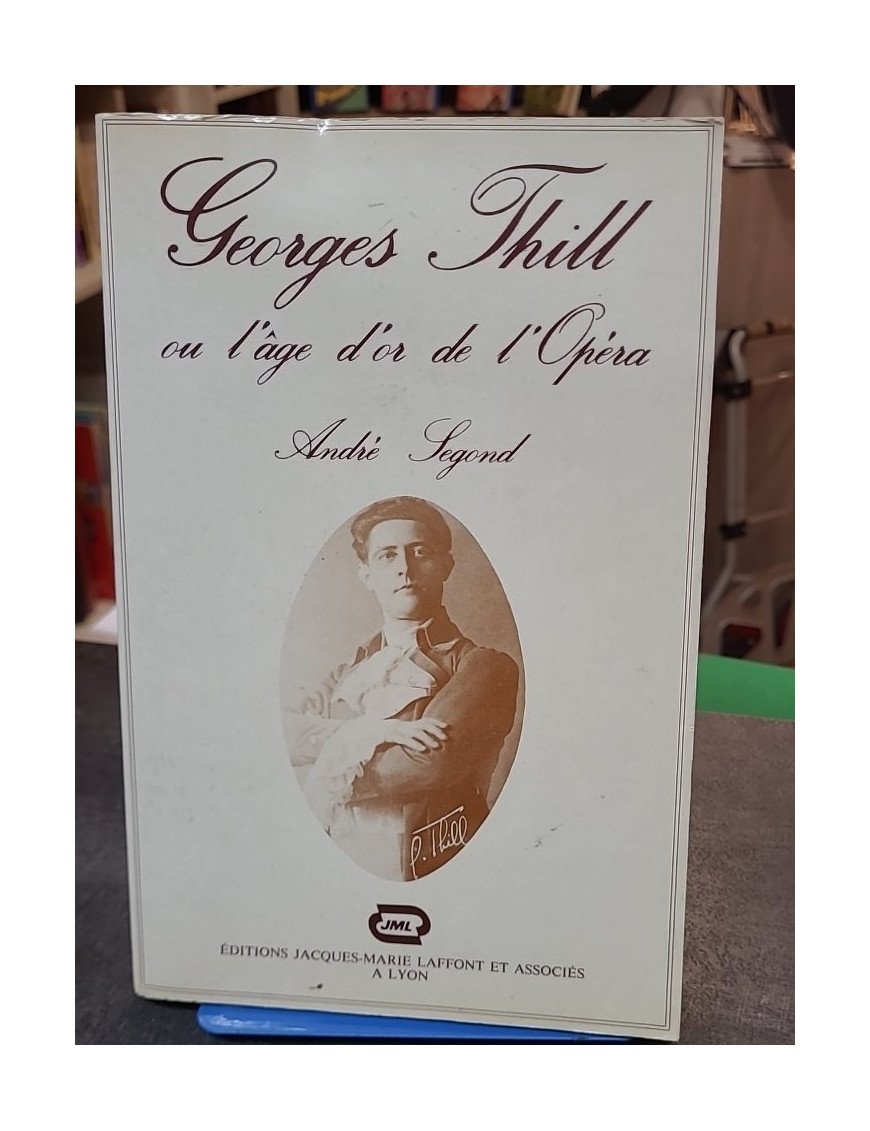 Georges Thill
ou l'âge d'or de l'Opéra
André Segond
G. Thill
JML
ÉDITIONS JACQUES-MARIE LAFFONT ET ASSOCIÉS
A LYON